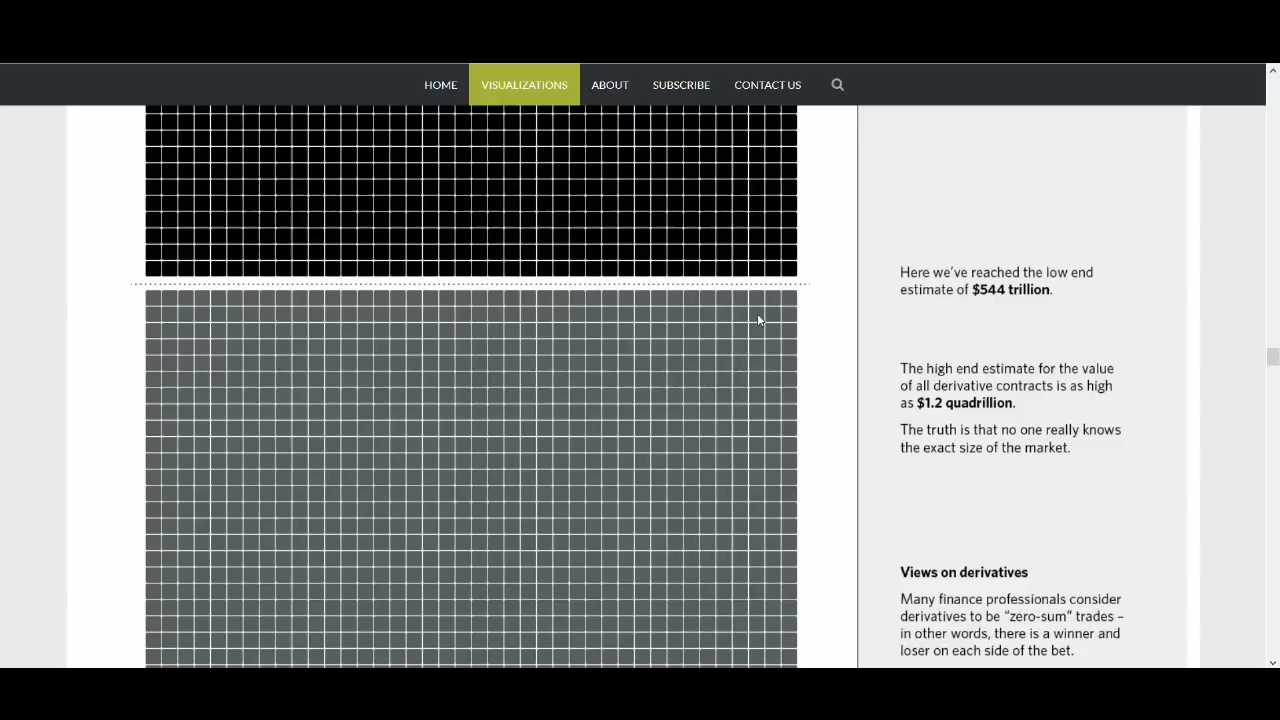 HOME VISUALIZATIONS ABOUT SUBSCRIBE CONTACT US
Here we've reached the low end
estimate of $544 trillion.
The high end estimate for the value
of all derivative contracts is as high
as $1.2 quadrillion.
The truth is that no one really knows
the exact size of the market.
Views on derivatives
Many finance professionals consider
derivatives to be “zero-sum” trades –
in other words, there is a winner and
loser on each side of the bet.